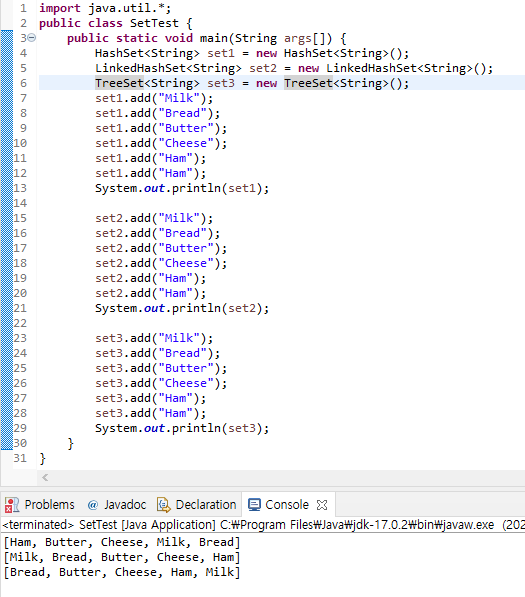 1 import java.util.*;
2 public class SetTest {
3 public static void main(String args[]) {
4 HashSet<String> set1 = new HashSet<String>();
5 LinkedHashSet<String> set2 = new LinkedHashSet<String>();
6 TreeSet<String> set3 = new TreeSet<String>();
7 set1.add("Milk");
8 set1.add("Bread");
9 set1.add("Butter");
10 set1.add("Cheese");
11 set1.add("Ham");
12 set1.add("Ham");
13 System.out.println(set1);
14
15 set2.add("Milk");
16 set2.add("Bread");
17 set2.add("Butter");
18 set2.add("Cheese");
19 set2.add("Ham");
20 set2.add("Ham");
21 System.out.println(set2);
22
23 set3.add("Milk");
24 set3.add("Bread");
25 set3.add("Butter");
26 set3.add("Cheese");
27 set3.add("Ham");
28 set3.add("Ham");
29 System.out.println(set3);
30 }
31 }
Problems @ Javadoc Declaration Console
<terminated> SetTest [Java Application] C:₩Program Files₩Java₩jdk-17.0.2₩bin₩javaw.exe (202
[Ham, Butter, Cheese, Milk, Bread]
[Milk, Bread, Butter, Cheese, Ham]
[Bread, Butter, Cheese, Ham, Milk]